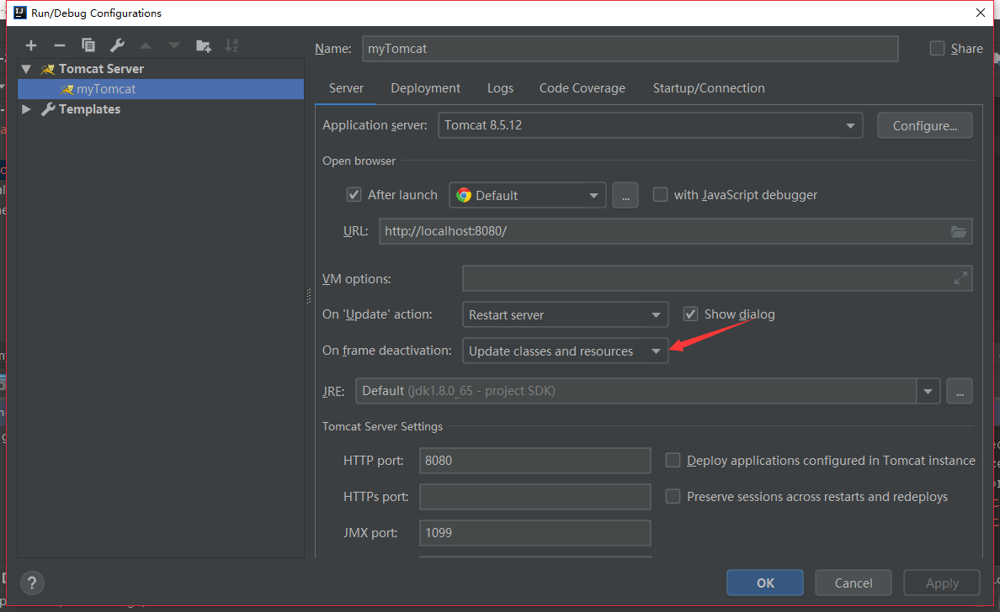 Run/Debug Configurations
Name: myTomcat Share
Tomcat Server
myTomcat
Templates
Server Deployment Logs Code Coverage Startup/Connection
Application server: Tomcat 8.5.12 Configure...
Open browser
After launch Default ... with JavaScript debugger
URL: http://localhost:8080/
VM options:
On 'Update' action: Restart server Show dialog
On frame deactivation: Update classes and resources
JRE: Default (jdk1.8.0_65 - project SDK) ...
Tomcat Server Settings
HTTP port: 8080 Deploy applications configured in Tomcat instance
HTTPs port: Preserve sessions across restarts and redeploys
JMX port: 1099
? OK Cancel Apply